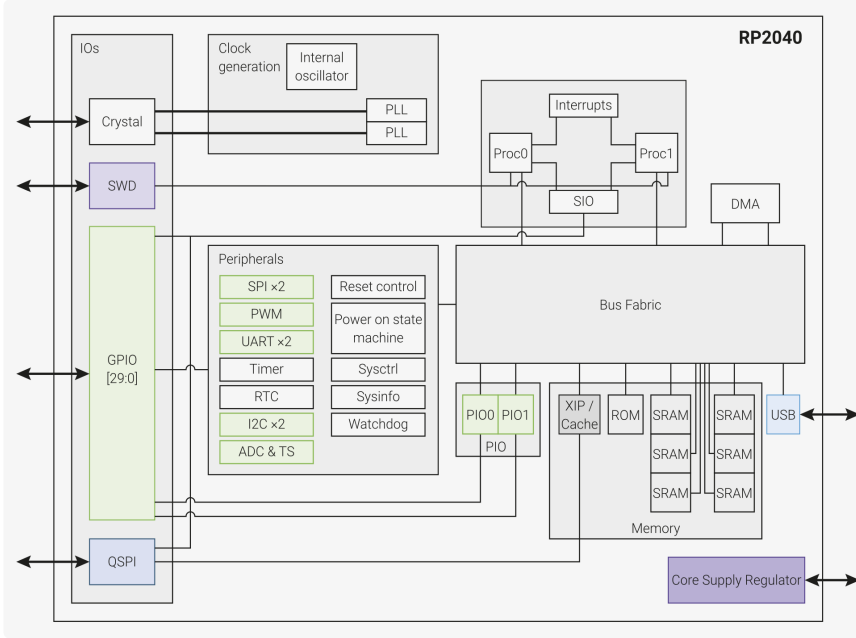 RP2040
IOs
Crystal
SWD
GPIO
[29:0]
QSPI
Clock
generation
Internal
oscillator
PLL
PLL
Interrupts
Proc0
Proc1
SIO
DMA
Peripherals
SPI ×2
PWM
UART ×2
Timer
RTC
I2C ×2
ADC & TS
Reset control
Power on state
machine
Sysctrl
Sysinfo
Watchdog
Bus Fabric
PIO0
PIO1
PIO
XIP /
Cache
ROM
SRAM
SRAM
SRAM
SRAM
SRAM
SRAM
Memory
USB
Core Supply Regulator